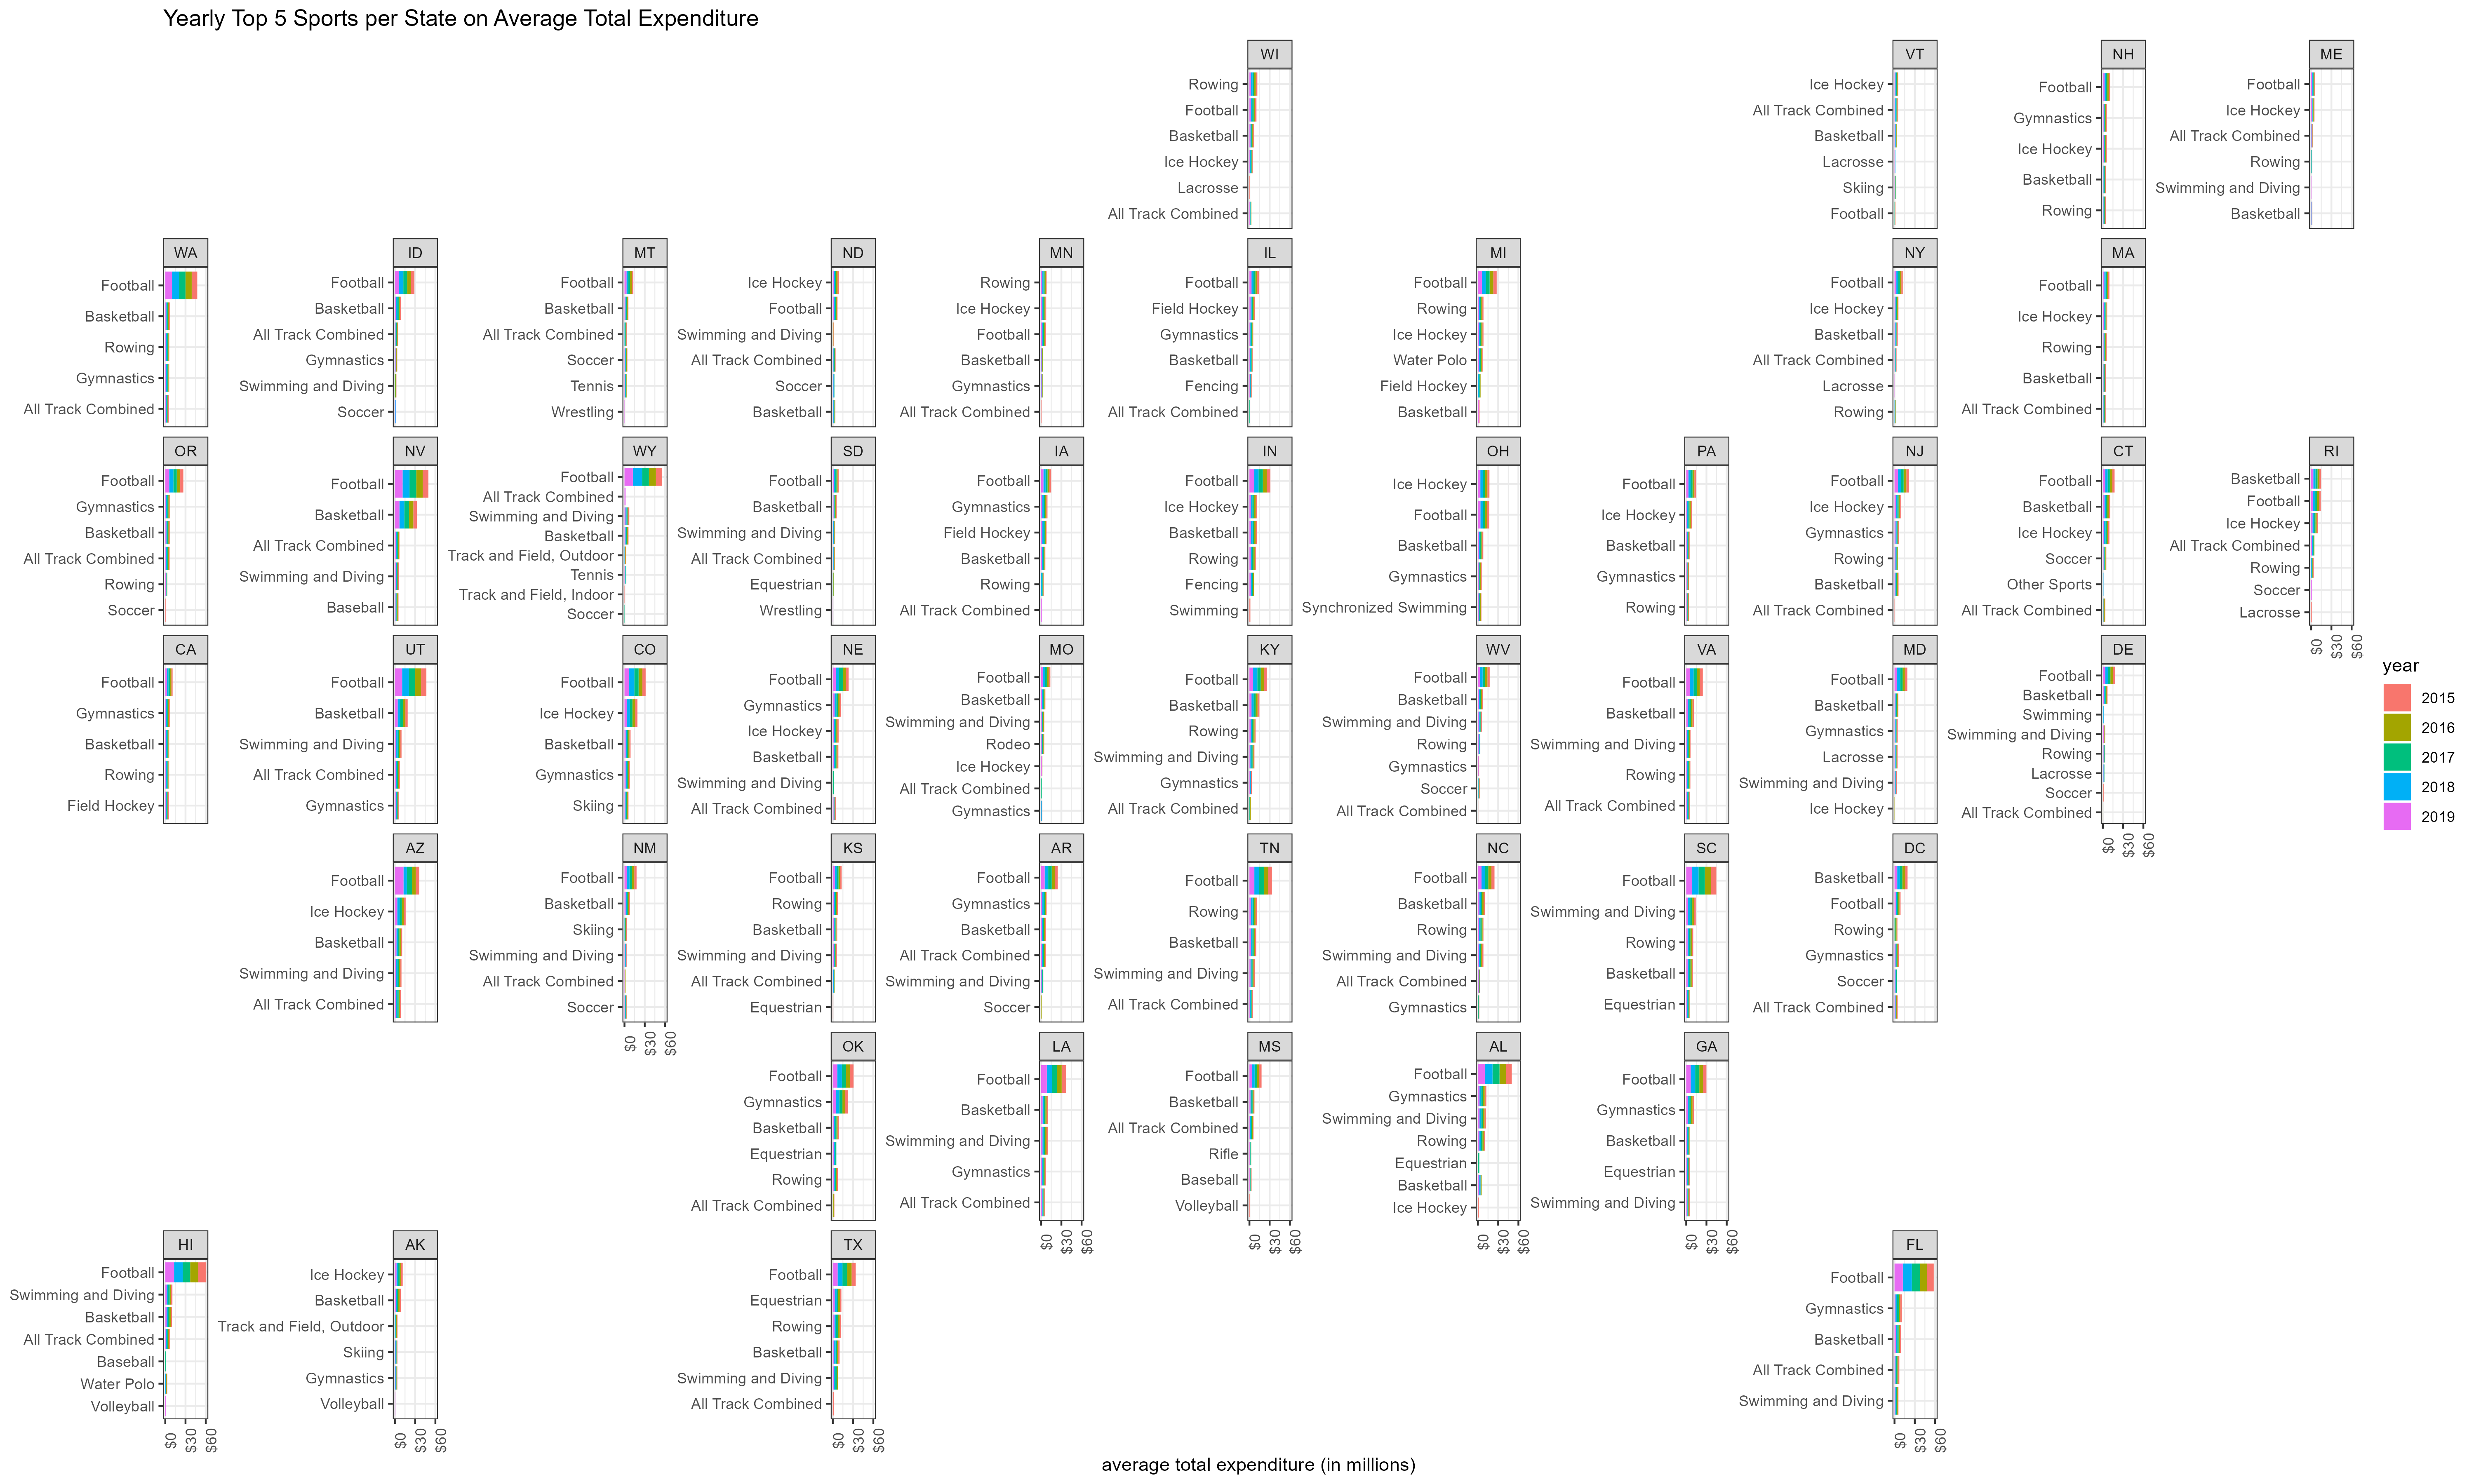 Yearly Top 5 Sports per State on Average Total Expenditure
WI
Rowing
Football
Basketball
Ice Hockey
Lacrosse
All Track Combined
VT
Ice Hockey
All Track Combined
Basketball
Lacrosse
Skiing
Football
NH
Football
Gymnastics
Ice Hockey
Basketball
Rowing
ME
Football
Ice Hockey
All Track Combined
Rowing
Swimming and Diving
Basketball
WA
Football
Basketball
Rowing
Gymnastics
All Track Combined
ID
Football
Basketball
All Track Combined
Gymnastics
Swimming and Diving
Soccer
MT
Football
Basketball
All Track Combined
Soccer
Tennis
Wrestling
ND
Ice Hockey
Football
Swimming and Diving
All Track Combined
Soccer
Basketball
MN
Rowing
Ice Hockey
Football
Basketball
Gymnastics
All Track Combined
IL
Football
Field Hockey
Gymnastics
Basketball
Fencing
All Track Combined
MI
Football
Rowing
Ice Hockey
Water Polo
Field Hockey
Basketball
NY
Football
Ice Hockey
Basketball
All Track Combined
Lacrosse
Rowing
MA
Football
Ice Hockey
Rowing
Basketball
All Track Combined
OR
Football
Gymnastics
Basketball
All Track Combined
Rowing
Soccer
NV
Football
Basketball
All Track Combined
Swimming and Diving
Baseball
WY
Football
All Track Combined
Swimming and Diving
Basketball
Track and Field, Outdoor
Tennis
Track and Field, Indoor
Soccer
SD
Football
Basketball
Swimming and Diving
All Track Combined
Equestrian
Wrestling
IA
Football
Gymnastics
Field Hockey
Basketball
Rowing
All Track Combined
IN
Football
Ice Hockey
Basketball
Rowing
Fencing
Swimming
OH
Ice Hockey
Football
Basketball
Gymnastics
Synchronized Swimming
PA
Football
Ice Hockey
Basketball
Gymnastics
Rowing
NJ
Football
Ice Hockey
Gymnastics
Rowing
Basketball
All Track Combined
CT
Football
Basketball
Ice Hockey
Soccer
Other Sports
All Track Combined
RI
Basketball
Football
Ice Hockey
All Track Combined
Rowing
Soccer
Lacrosse
$0
$30
$60
CA
Football
Gymnastics
Basketball
Rowing
Field Hockey
UT
Football
Basketball
Swimming and Diving
All Track Combined
Gymnastics
CO
Football
Ice Hockey
Basketball
Gymnastics
Skiing
NE
Football
Gymnastics
Ice Hockey
Basketball
Swimming and Diving
All Track Combined
MO
Football
Basketball
Swimming and Diving
Rodeo
Ice Hockey
All Track Combined
Gymnastics
KY
Football
Basketball
Rowing
Swimming and Diving
Gymnastics
All Track Combined
WV
Football
Basketball
Swimming and Diving
Rowing
Gymnastics
Soccer
All Track Combined
VA
Football
Basketball
Swimming and Diving
Rowing
All Track Combined
MD
Football
Basketball
Gymnastics
Lacrosse
Swimming and Diving
Ice Hockey
DE
Football
Basketball
Swimming
Swimming and Diving
Rowing
Lacrosse
Soccer
All Track Combined
$0
$30
$60
year
2015
2016
2017
2018
2019
AZ
Football
Ice Hockey
Basketball
Swimming and Diving
All Track Combined
NM
Football
Basketball
Skiing
Swimming and Diving
All Track Combined
Soccer
$0
$30
$60
KS
Football
Rowing
Basketball
Swimming and Diving
All Track Combined
Equestrian
AR
Football
Gymnastics
Basketball
All Track Combined
Swimming and Diving
Soccer
TN
Football
Rowing
Basketball
Swimming and Diving
All Track Combined
NC
Football
Basketball
Rowing
Swimming and Diving
All Track Combined
Gymnastics
SC
Football
Swimming and Diving
Rowing
Basketball
Equestrian
DC
Basketball
Football
Rowing
Gymnastics
Soccer
All Track Combined
OK
Football
Gymnastics
Basketball
Equestrian
Rowing
All Track Combined
LA
Football
Basketball
Swimming and Diving
Gymnastics
All Track Combined
$0
$30
$60
MS
Football
Basketball
All Track Combined
Rifle
Baseball
Volleyball
$0
$30
$60
AL
Football
Gymnastics
Swimming and Diving
Rowing
Equestrian
Basketball
Ice Hockey
$0
$30
$60
GA
Football
Gymnastics
Basketball
Equestrian
Swimming and Diving
$0
$30
$60
HI
Football
Swimming and Diving
Basketball
All Track Combined
Baseball
Water Polo
Volleyball
$0
$30
$60
AK
Ice Hockey
Basketball
Track and Field, Outdoor
Skiing
Gymnastics
Volleyball
$0
$30
$60
TX
Football
Equestrian
Rowing
Basketball
Swimming and Diving
All Track Combined
$0
$30
$60
FL
Football
Gymnastics
Basketball
All Track Combined
Swimming and Diving
$0
$30
$60
average total expenditure (in millions)